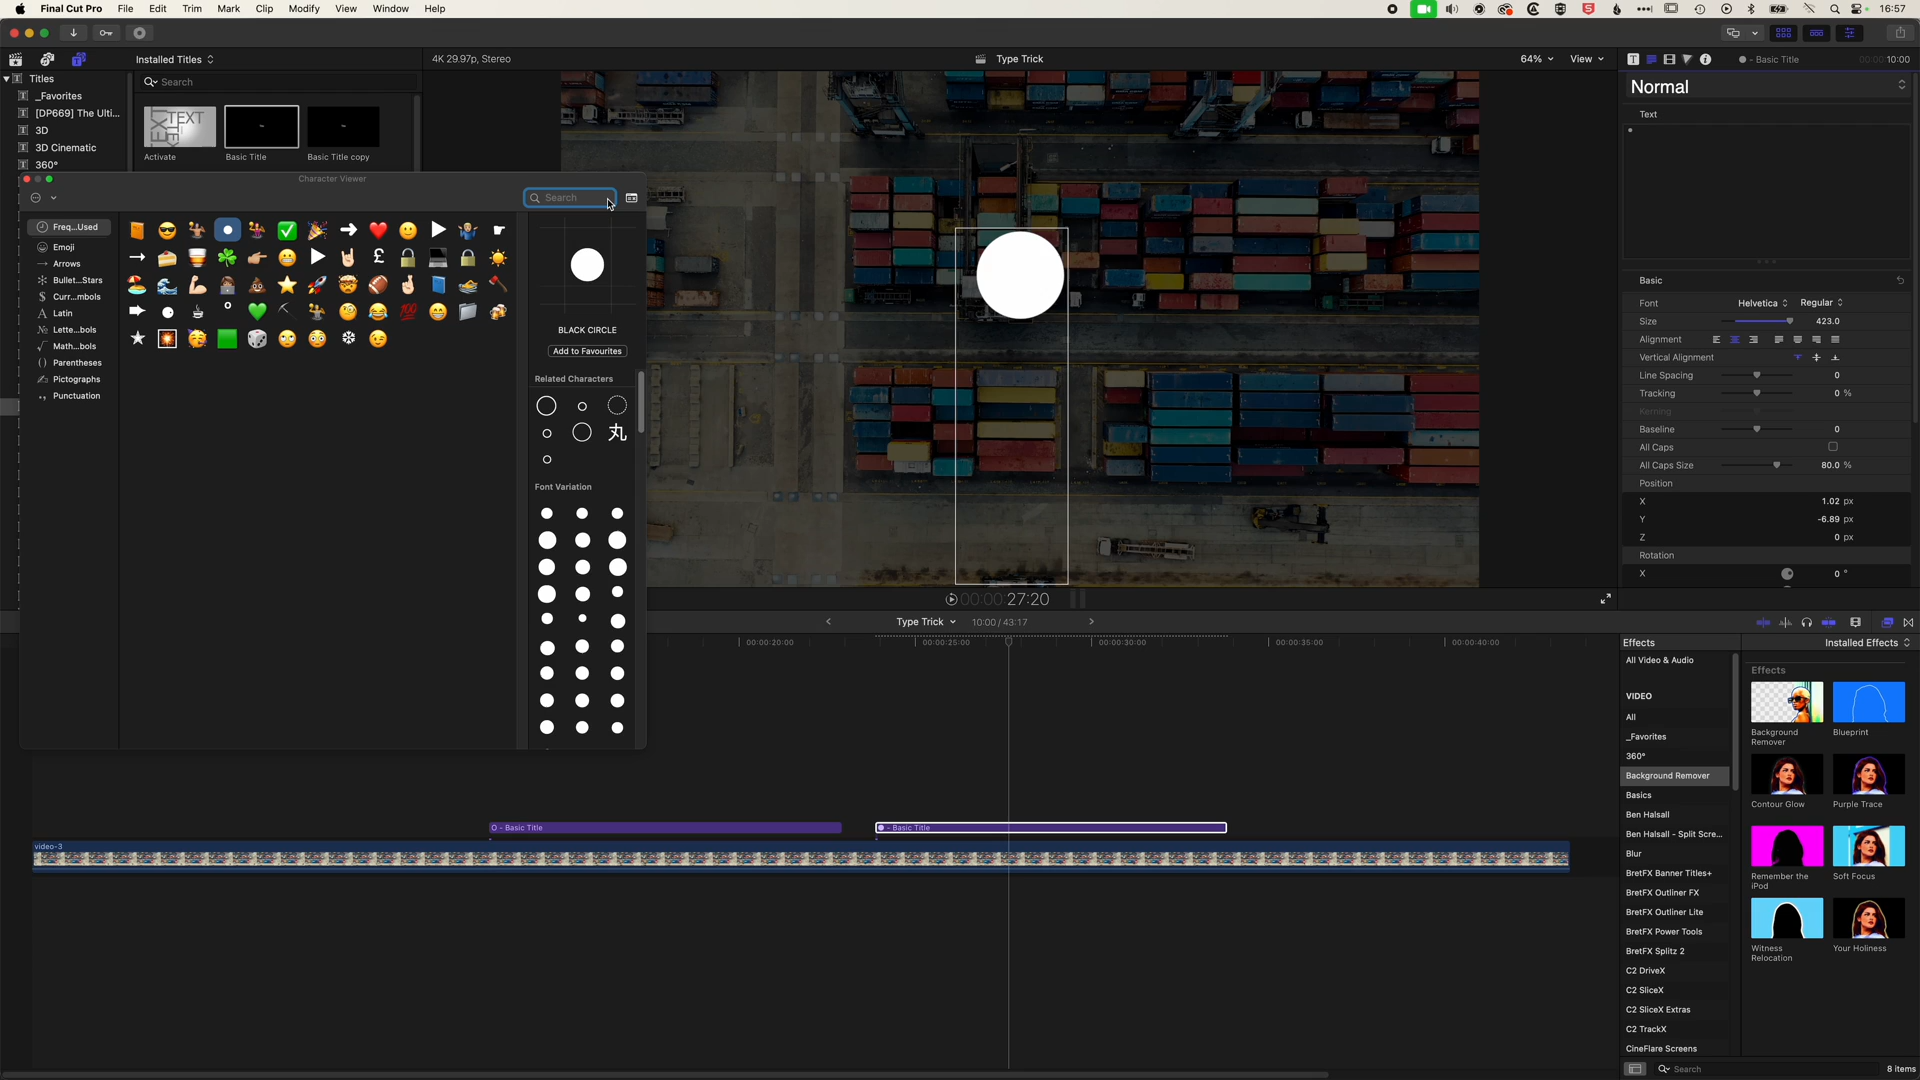 Final Cut Pro File Edit Trim Mark Clip Modify View Window Help 16:57
Installed Titles
4K 29.97p, Stereo
Type Trick
64% View
- Basic Title
00:00:10:00
Titles
_Favorites
[DP669] The Ulti...
3D
3D Cinematic
360°
Search
Activate
Basic Title
Basic Title copy
Normal
Text
Basic
Font Helvetica Regular
Size 423.0
Alignment
Vertical Alignment
Line Spacing 0
Tracking 0 %
Kerning
Baseline 0
All Caps
All Caps Size 80.0 %
Position
X 1.02 px
Y -6.89 px
Z 0 px
Rotation
X 0 °
Character Viewer
Search
Freq...Used
Emoji
Arrows
Bullet...Stars
Curr...mbols
Latin
Lette...bols
Math...bols
Parentheses
Pictographs
Punctuation
BLACK CIRCLE
Add to Favourites
Related Characters
丸
Font Variation
00:00:27:20
Type Trick 10:00 / 43:17
00:00:20:00
00:00:25:00
00:00:30:00
00:00:35:00
00:00:40:00
O - Basic Title
- Basic Title
video-3
Effects
Installed Effects
All Video & Audio
VIDEO
All
_Favorites
360°
Background Remover
Basics
Ben Halsall
Ben Halsall - Split Scre...
Blur
BretFX Banner Titles+
BretFX Outliner FX
BretFX Outliner Lite
BretFX Power Tools
BretFX Splitz 2
C2 DriveX
C2 SliceX
C2 SliceX Extras
C2 TrackX
CineFlare Screens
Effects
Background Remover
Blueprint
Contour Glow
Purple Trace
Remember the iPod
Soft Focus
Witness Relocation
Your Holiness
Search
8 items